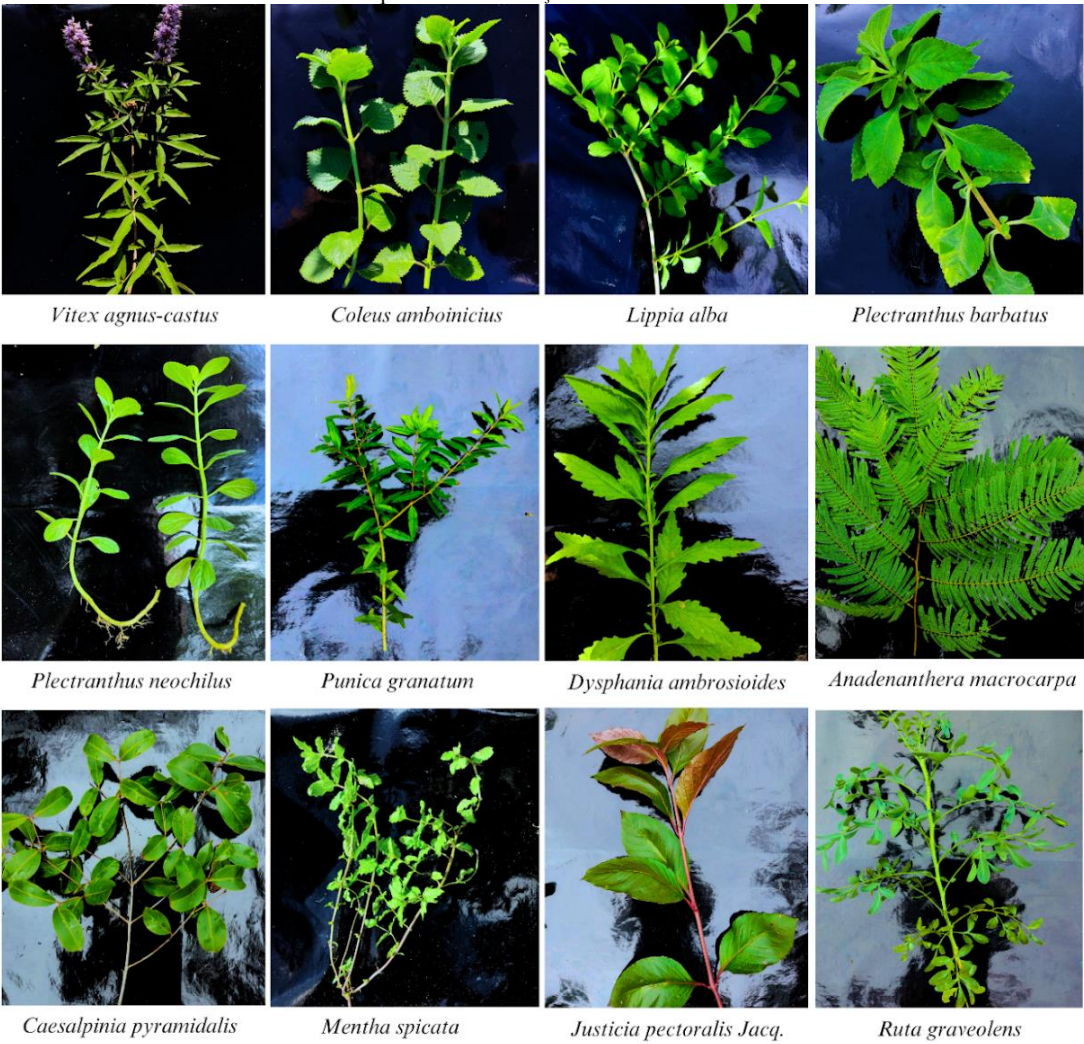 Vitex agnus-castus Coleus amboinicius Lippia alba Plectranthus barbatus
Plectranthus neochilus Punica granatum Dysphania ambrosioides Anadenanthera macrocarpa
Caesalpinia pyramidalis Mentha spicata Justicia pectoralis Jacq. Ruta graveolens